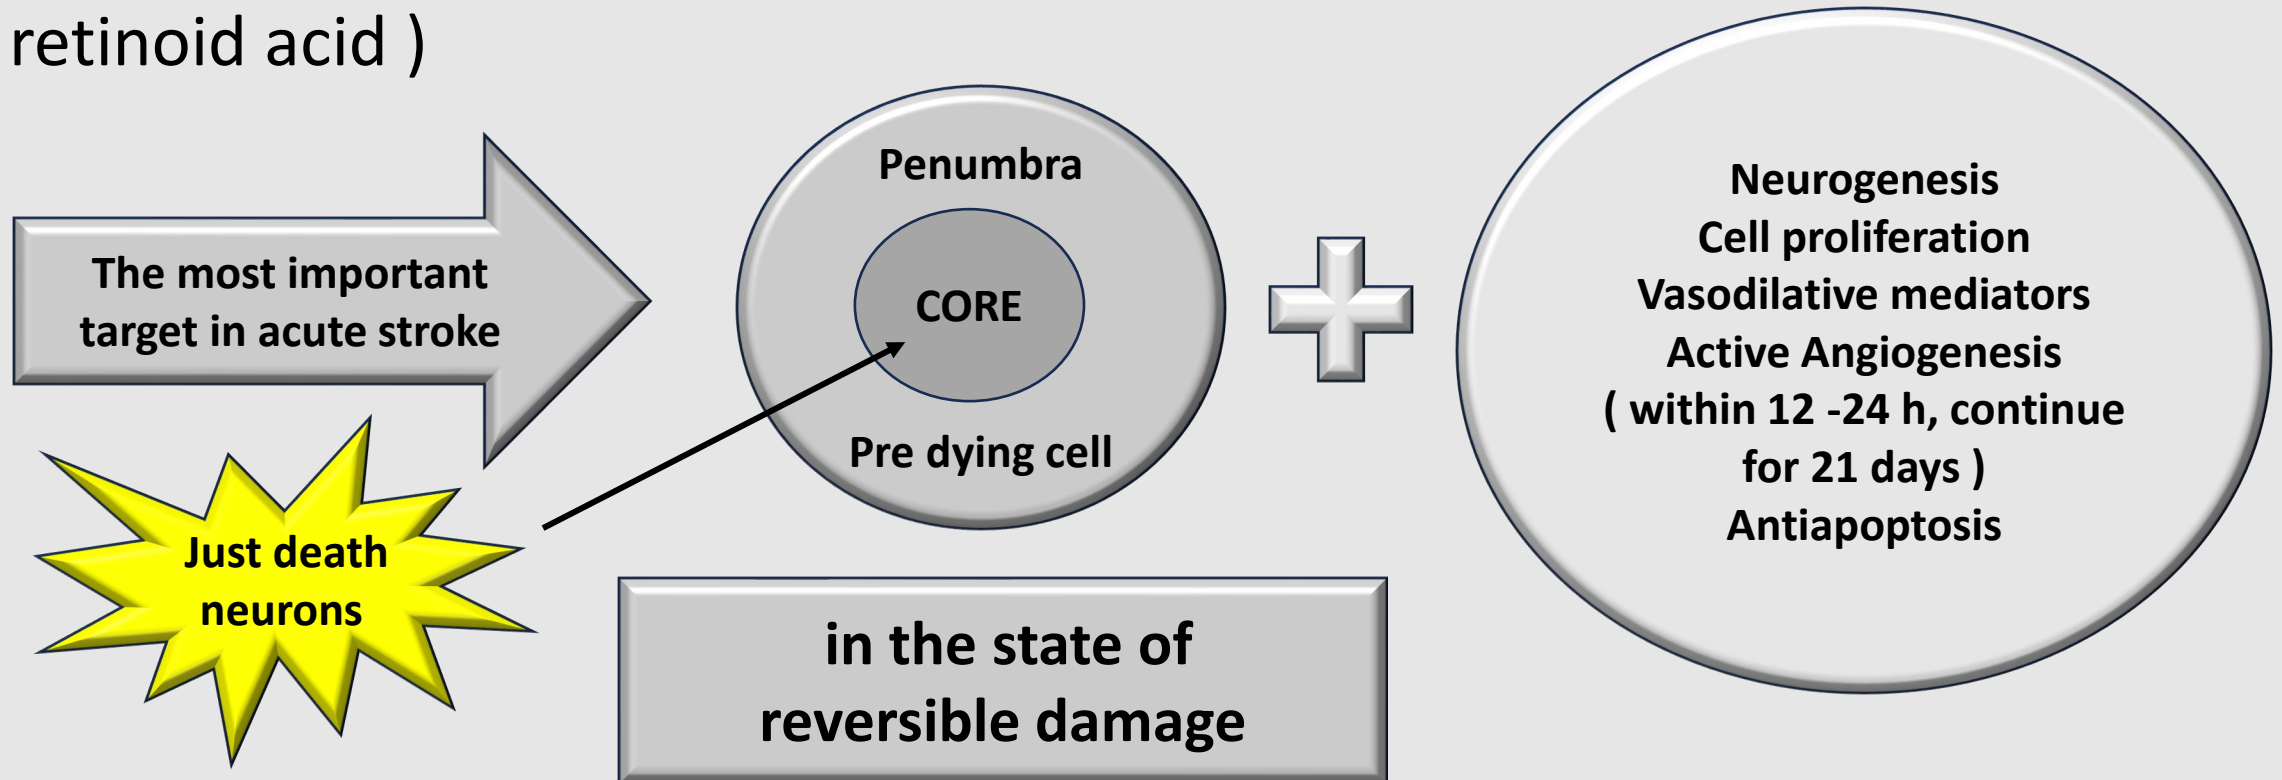 retinoid acid )
The most important
target in acute stroke
Penumbra
CORE
Pre dying cell
Neurogenesis
Cell proliferation
Vasodilative mediators
Active Angiogenesis
( within 12 -24 h, continue
for 21 days )
Antiapoptosis
Just death
neurons
in the state of
reversible damage